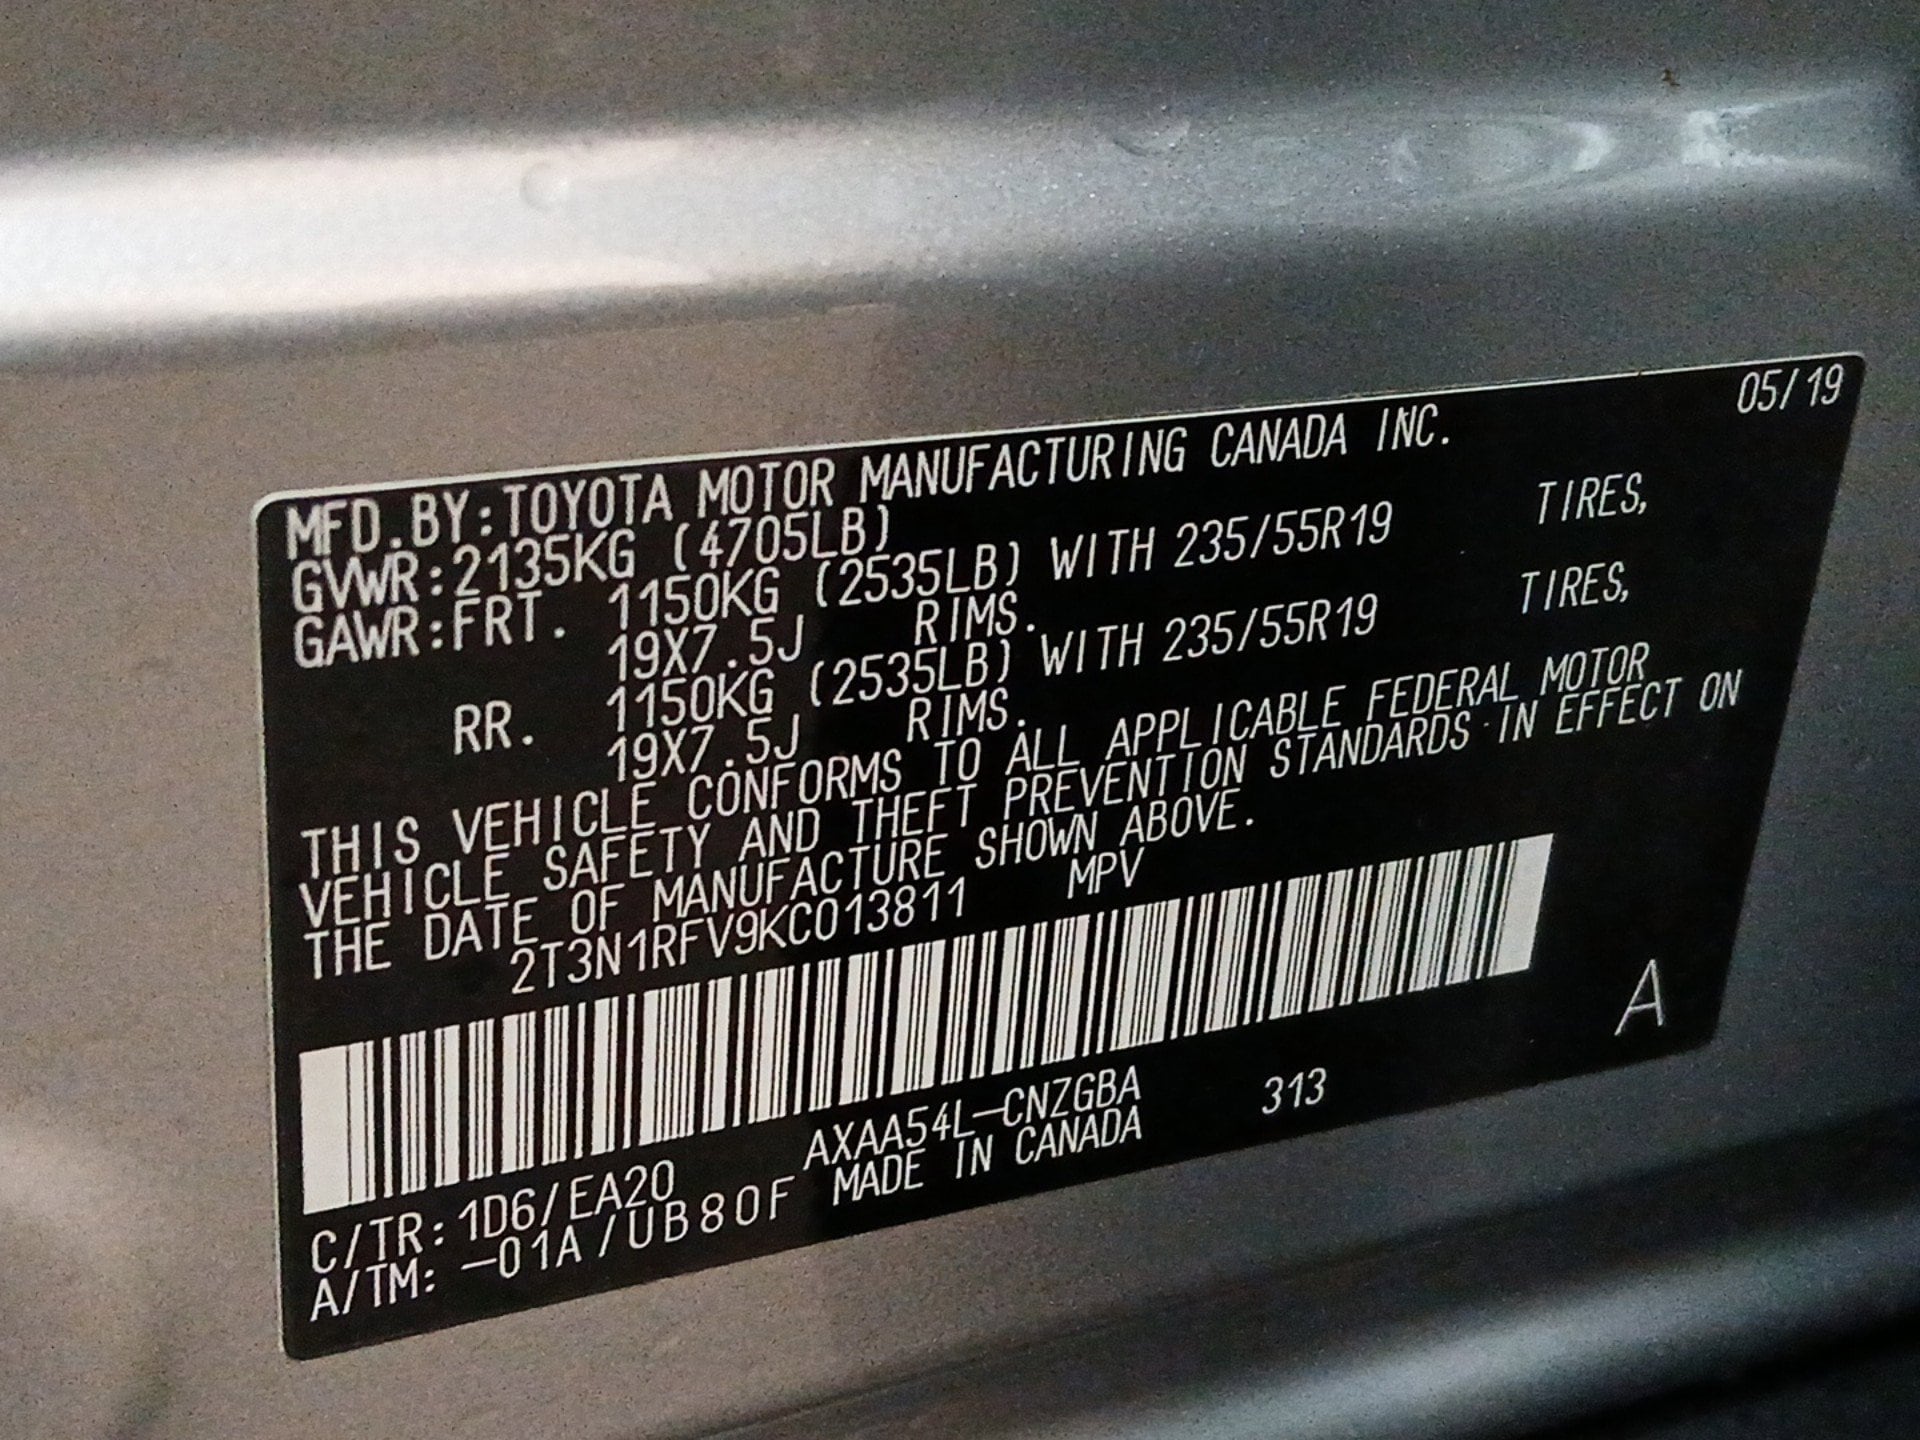 05/19
MFD.BY:TOYOTA MOTOR MANUFACTURING CANADA INC.
GVWR:2135KG (4705LB)
GAWR:FRT. 1150KG (2535LB) WITH 235/55R19 TIRES,
19X7.5J RIMS.
RR. 1150KG (2535LB) WITH 235/55R19 TIRES,
19X7.5J RIMS.
THIS VEHICLE CONFORMS TO ALL APPLICABLE FEDERAL MOTOR
VEHICLE SAFETY AND THEFT PREVENTION STANDARDS IN EFFECT ON
THE DATE OF MANUFACTURE SHOWN ABOVE.
2T3N1RFV9KC013811 MPV
A
AXAA54L-CNZGBA 313
C/TR:1D6/EA20 MADE IN CANADA
A/TM: -01A/UB80F